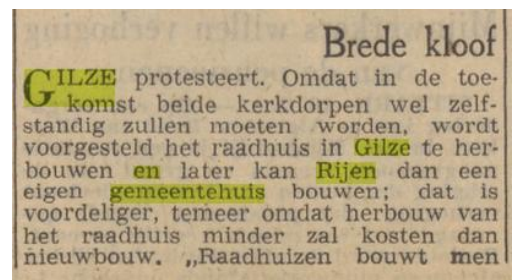 Brede kloof
GILZE protesteert. Omdat in de toe-
komst beide kerkdorpen wel zelf-
standig zullen moeten worden, wordt
voorgesteld het raadhuis in Gilze te her-
bouwen en later kan Rijen dan een
eigen gemeentehuis bouwen; dat is
voordeliger, temeer omdat herbouw van
het raadhuis minder zal kosten dan
nieuwbouw. „Raadhuizen bouwt men